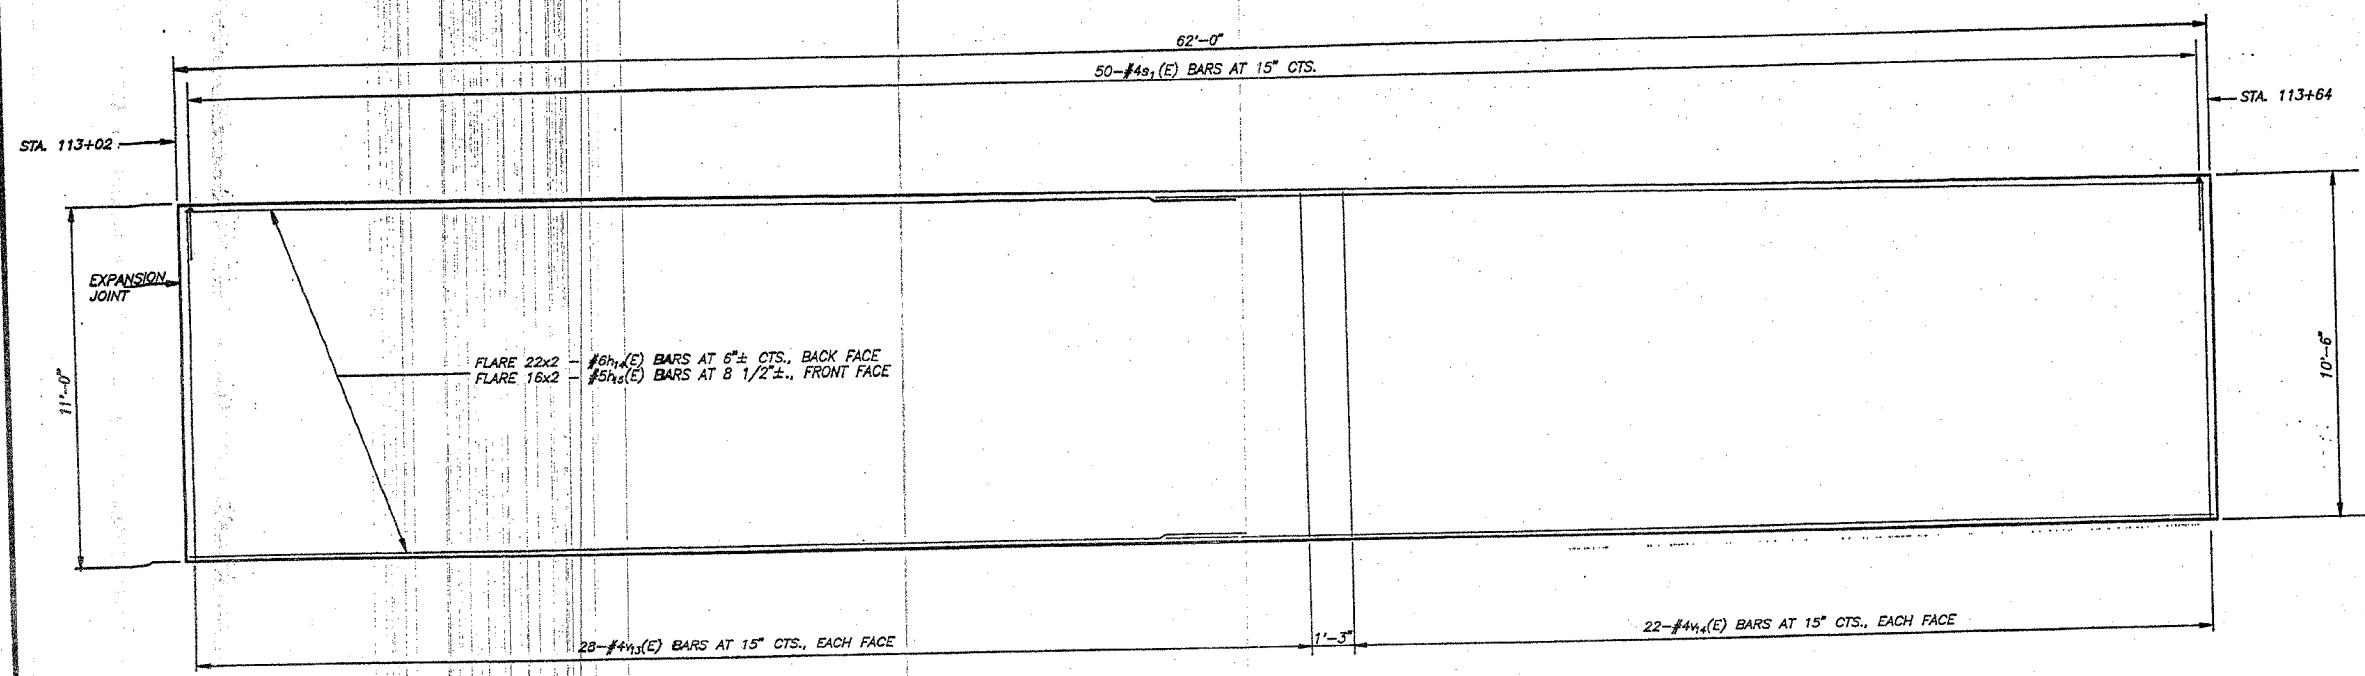 62'-0"
50-#4s₁(E) BARS AT 15" CTS.
STA. 113+64
STA. 113+02
EXPANSION
JOINT
FLARE 22x2 - #6h₁₄(E) BARS AT 6"± CTS., BACK FACE
FLARE 16x2 - #5h₁₅(E) BARS AT 8 1/2"±., FRONT FACE
11'-0"
10'-6"
28-#4v₁₃(E) BARS AT 15" CTS., EACH FACE
1'-3"
22-#4v₁₄(E) BARS AT 15" CTS., EACH FACE